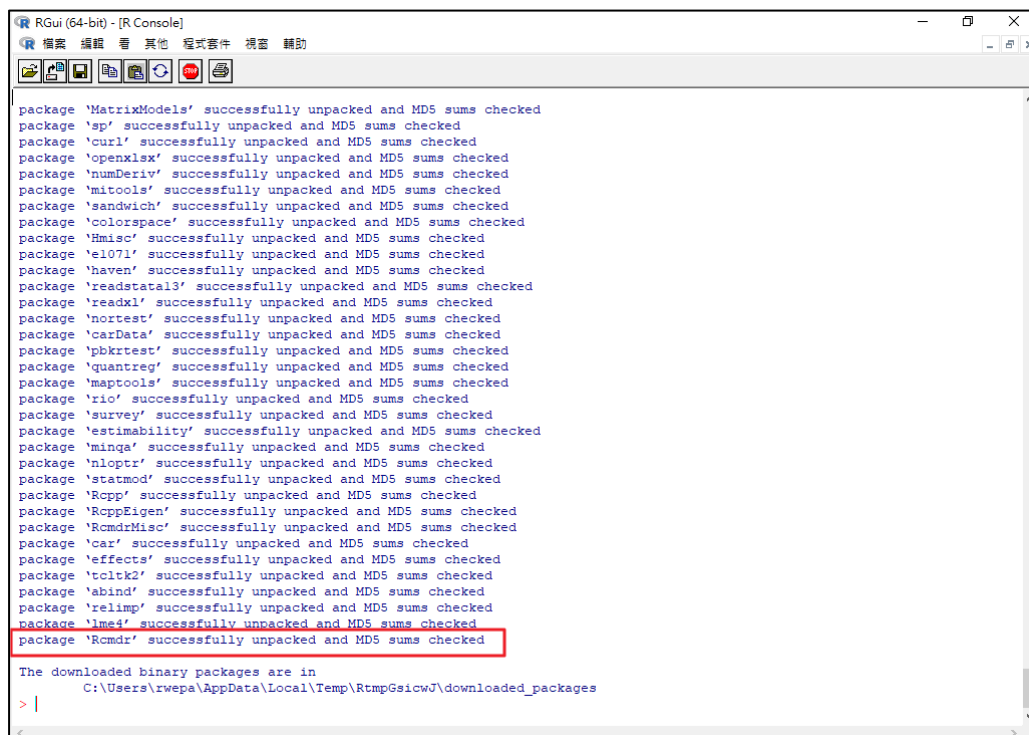 RGui (64-bit) - [R Console]
檔案 編輯 看 其他 程式套件 視窗 輔助
STOP
package 'MatrixModels' successfully unpacked and MD5 sums checked
package 'sp' successfully unpacked and MD5 sums checked
package 'curl' successfully unpacked and MD5 sums checked
package 'openxlsx' successfully unpacked and MD5 sums checked
package 'numDeriv' successfully unpacked and MD5 sums checked
package 'mitools' successfully unpacked and MD5 sums checked
package 'sandwich' successfully unpacked and MD5 sums checked
package 'colorspace' successfully unpacked and MD5 sums checked
package 'Hmisc' successfully unpacked and MD5 sums checked
package 'e1071' successfully unpacked and MD5 sums checked
package 'haven' successfully unpacked and MD5 sums checked
package 'readstata13' successfully unpacked and MD5 sums checked
package 'readxl' successfully unpacked and MD5 sums checked
package 'nortest' successfully unpacked and MD5 sums checked
package 'carData' successfully unpacked and MD5 sums checked
package 'pbkrtest' successfully unpacked and MD5 sums checked
package 'quantreg' successfully unpacked and MD5 sums checked
package 'maptools' successfully unpacked and MD5 sums checked
package 'rio' successfully unpacked and MD5 sums checked
package 'survey' successfully unpacked and MD5 sums checked
package 'estimability' successfully unpacked and MD5 sums checked
package 'minqa' successfully unpacked and MD5 sums checked
package 'nloptr' successfully unpacked and MD5 sums checked
package 'statmod' successfully unpacked and MD5 sums checked
package 'Rcpp' successfully unpacked and MD5 sums checked
package 'RcppEigen' successfully unpacked and MD5 sums checked
package 'RcmdrMisc' successfully unpacked and MD5 sums checked
package 'car' successfully unpacked and MD5 sums checked
package 'effects' successfully unpacked and MD5 sums checked
package 'tcltk2' successfully unpacked and MD5 sums checked
package 'abind' successfully unpacked and MD5 sums checked
package 'relimp' successfully unpacked and MD5 sums checked
package 'lme4' successfully unpacked and MD5 sums checked
package 'Rcmdr' successfully unpacked and MD5 sums checked
The downloaded binary packages are in
C:\Users\rwepa\AppData\Local\Temp\RtmpGsicwJ\downloaded_packages
>